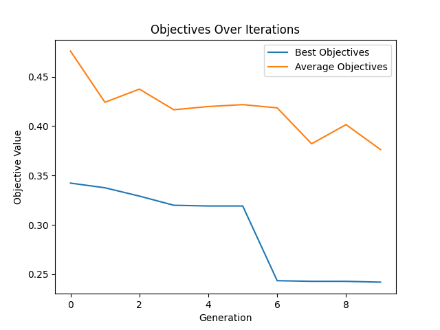 Objectives Over Iterations
Best Objectives
Average Objectives
Objective Value
0.45
0.40
0.35
0.30
0.25
0 2 4 6 8
Generation